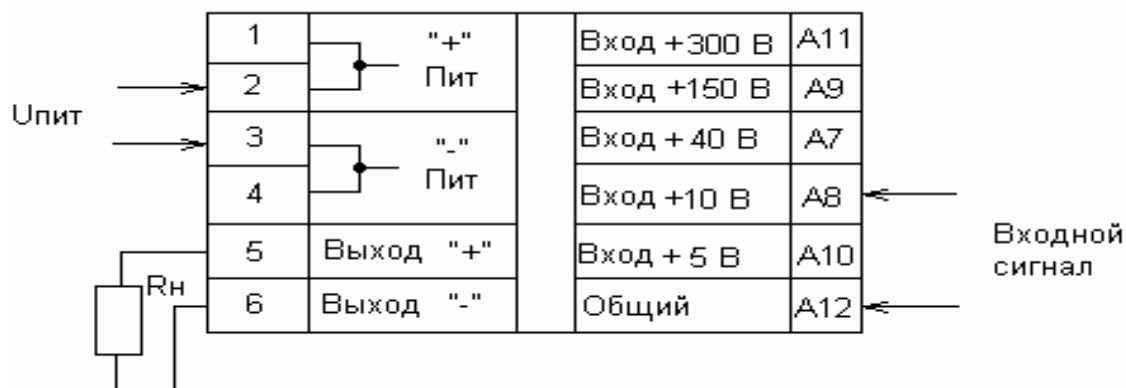 1 "+" Вход +300 В A11
2 Пит Вход +150 В A9
Uпит
3 "-" Вход + 40 В A7
4 Пит Вход +10 В A8
5 Выход "+" Вход + 5 В A10
Входной
сигнал
Rн
6 Выход "-" Общий A12